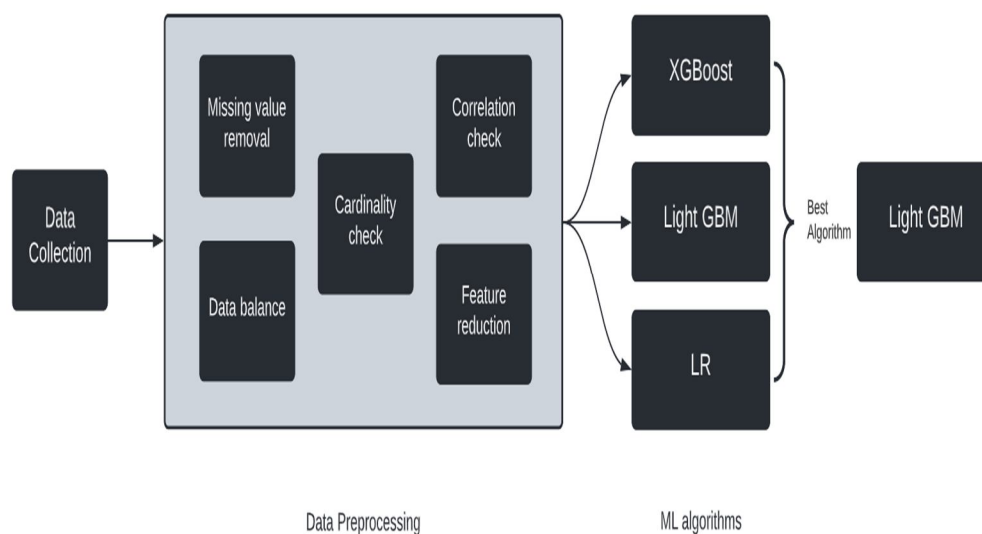 Data
Collection
Missing value
removal
Data balance
Cardinality
check
Correlation
check
Feature
reduction
XGBoost
Light GBM
LR
Best
Algorithm
Light GBM
Data Preprocessing
ML algorithms